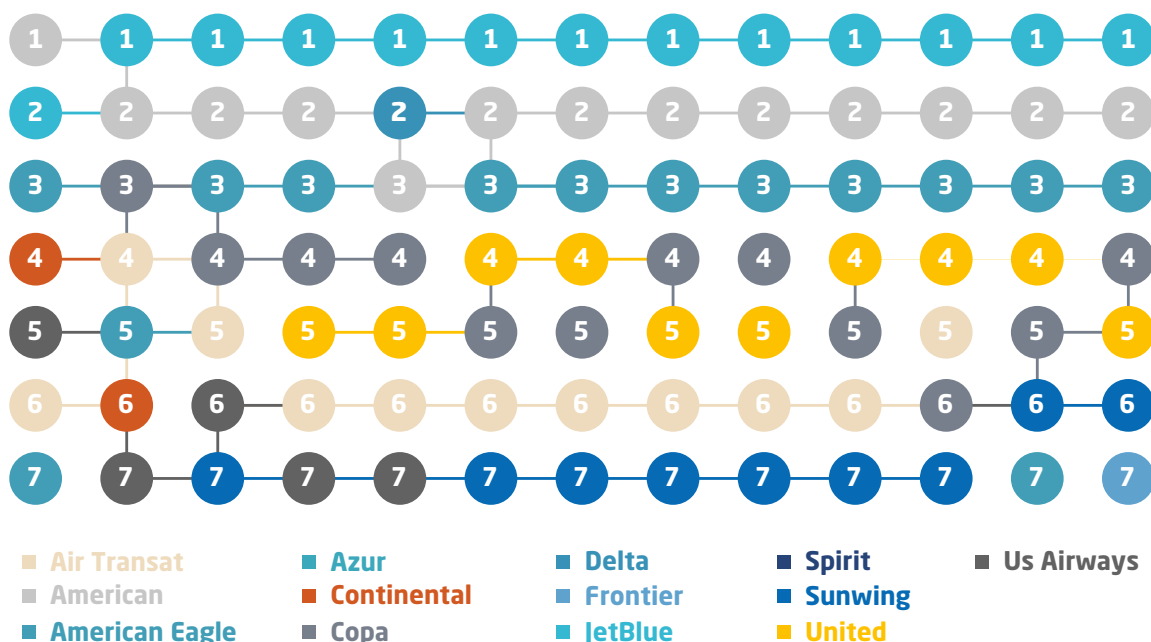 1 1 1 1 1 1 1 1 1 1 1 1 1
2 2 2 2 2 2 2 2 2 2 2 2 2
3 3 3 3 3 3 3 3 3 3 3 3 3
4 4 4 4 4 4 4 4 4 4 4 4 4
5 5 5 5 5 5 5 5 5 5 5 5 5
6 6 6 6 6 6 6 6 6 6 6 6 6
7 7 7 7 7 7 7 7 7 7 7 7 7
Air Transat Azur Delta Spirit Us Airways
American Continental Frontier Sunwing
American Eagle Copa JetBlue United